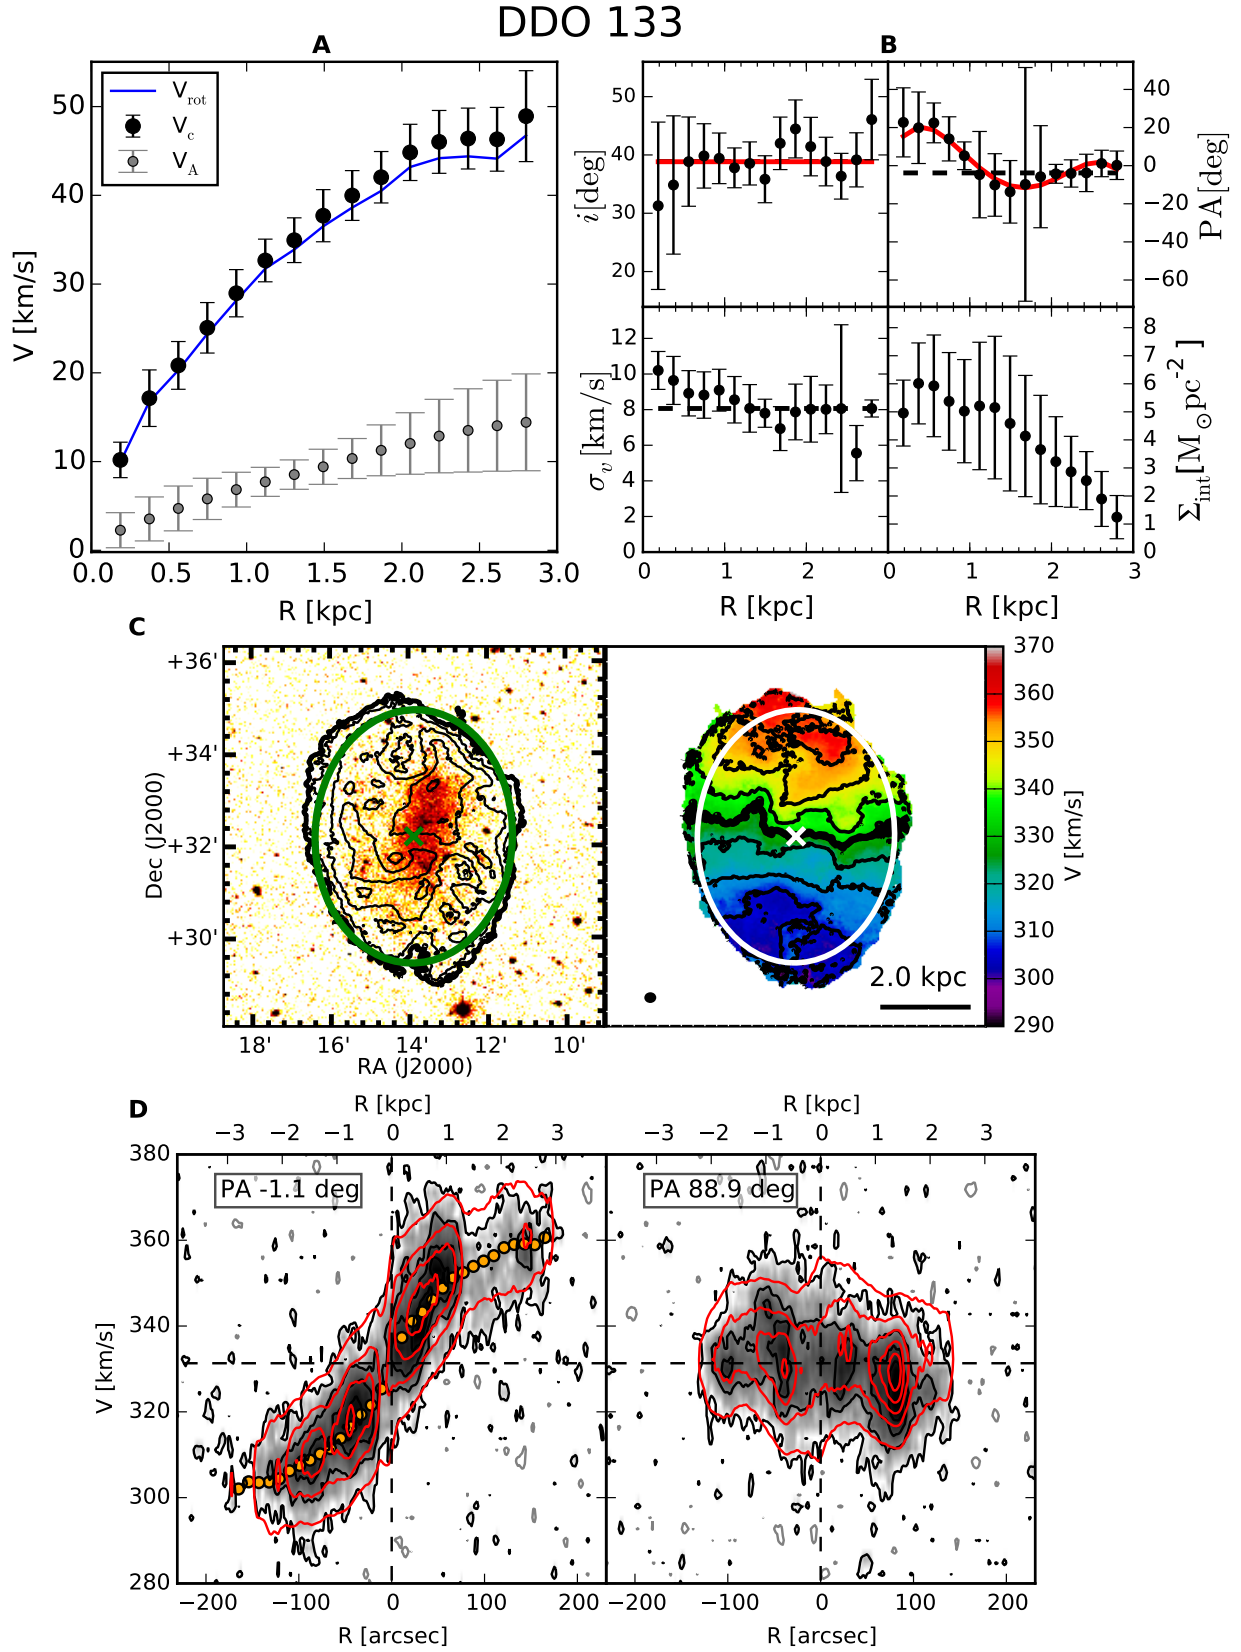 DDO 133
A
B
V_rot
V_c
V_A
50
40
30
20
10
0
V [km/s]
0.0 0.5 1.0 1.5 2.0 2.5 3.0
R [kpc]
50
40
30
20
i[deg]
40
20
0
−20
−40
−60
PA[deg]
12
10
8
6
4
2
0
σ_v[km/s]
8
7
6
5
4
3
2
1
0
Σ_int[M_⊙pc^-2]
0 1 2 0 1 2 3
R [kpc] R [kpc]
C
+36'
+34'
+32'
+30'
Dec (J2000)
18' 16' 14' 12' 10'
RA (J2000)
2.0 kpc
370
360
350
340
330
320
310
300
290
V [km/s]
D
R [kpc] R [kpc]
−3 −2 −1 0 1 2 3 −3 −2 −1 0 1 2 3
380
360
340
320
300
280
V [km/s]
PA -1.1 deg
PA 88.9 deg
−200 −100 0 100 200 −200 −100 0 100 200
R [arcsec] R [arcsec]